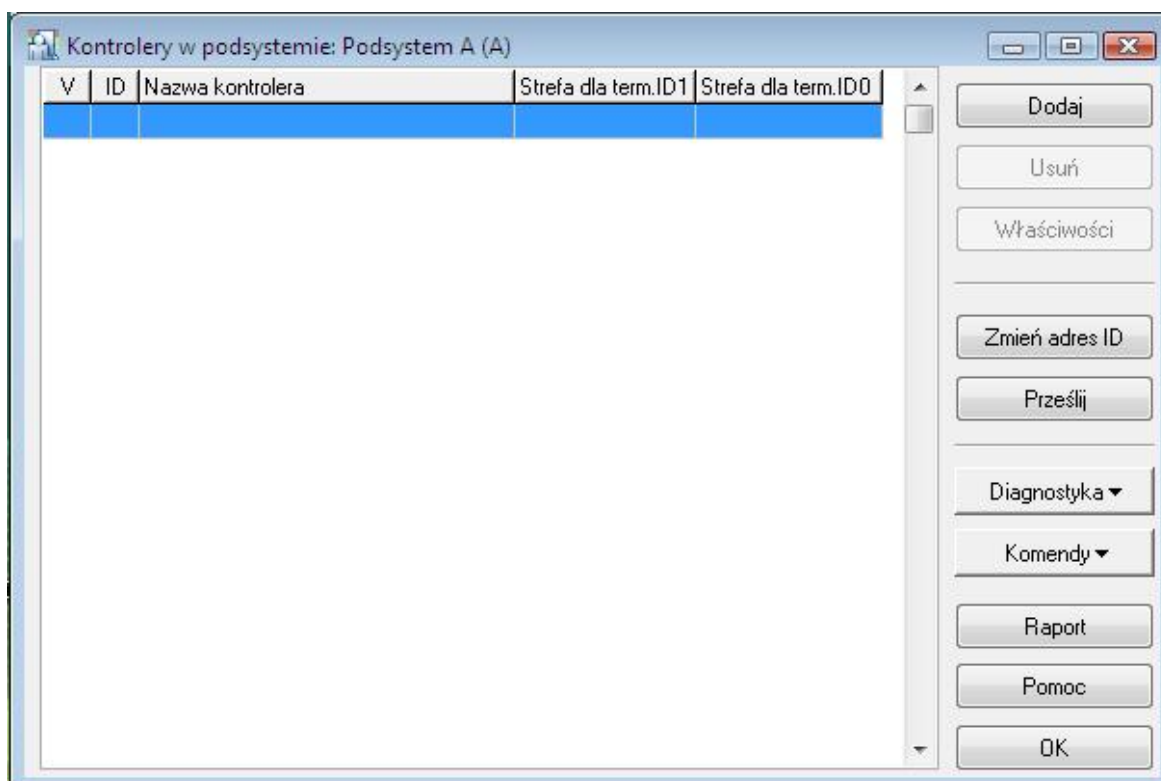 Kontrolery w podsystemie: Podsystem A (A)
V ID Nazwa kontrolera Strefa dla term.ID1 Strefa dla term.ID0
Dodaj
Usuń
Właściwości
Zmień adres ID
Prześlij
Diagnostyka
Komendy
Raport
Pomoc
OK